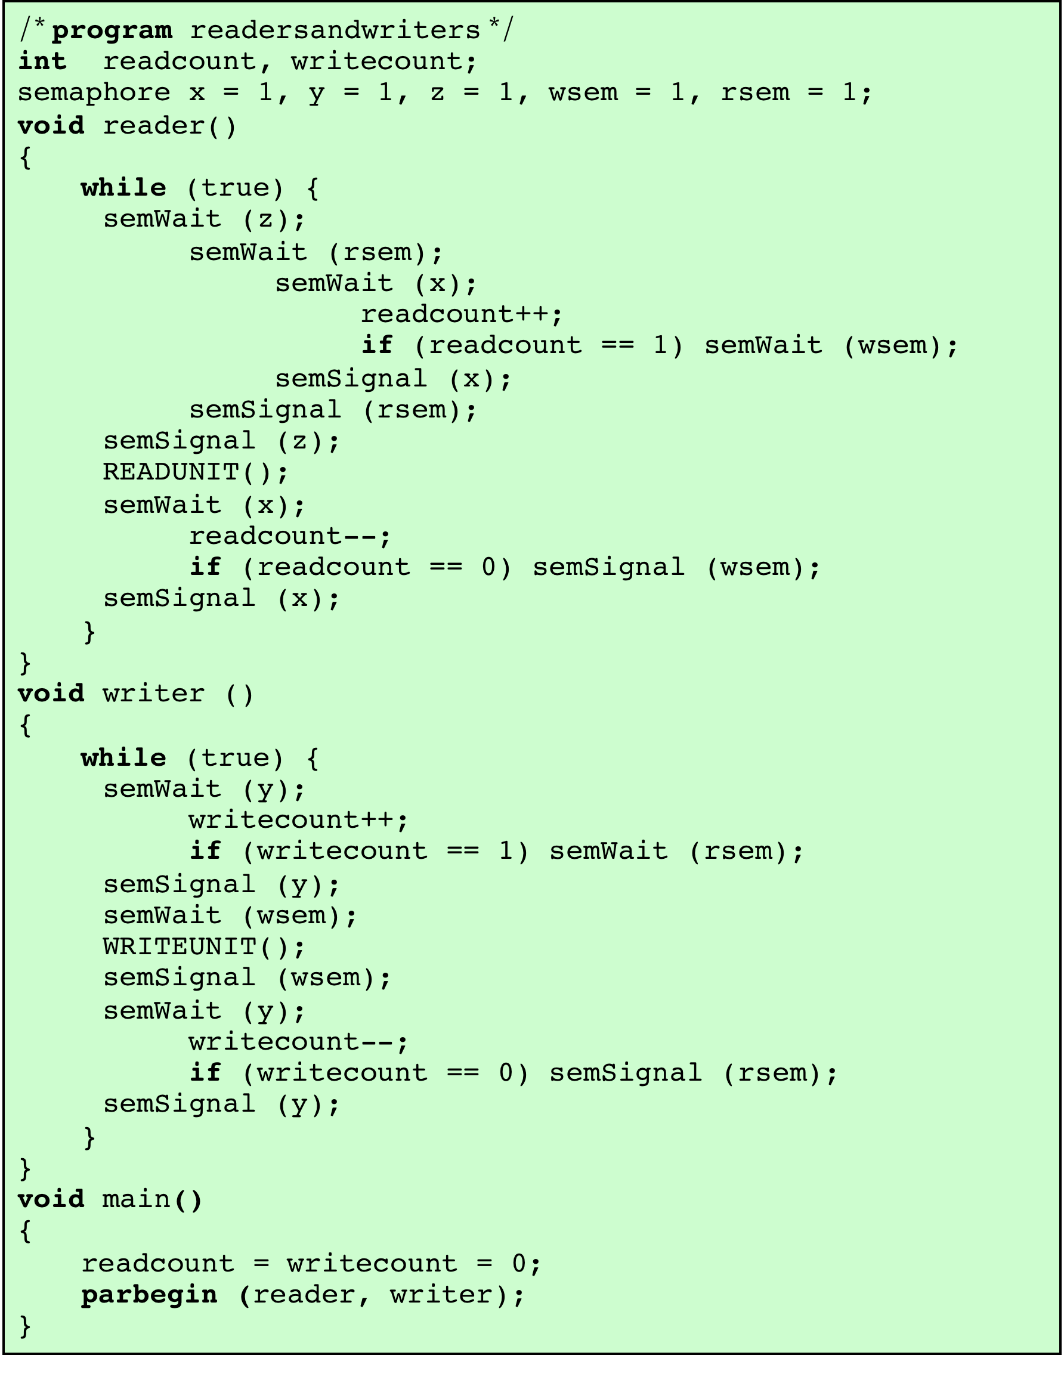 /* program readersandwriters */
int readcount, writecount;
semaphore x = 1, y = 1, z = 1, wsem = 1, rsem = 1;
void reader()
{
while (true) {
semWait (z);
semWait (rsem);
semWait (x);
readcount++;
if (readcount == 1) semWait (wsem);
semSignal (x);
semSignal (rsem);
semSignal (z);
READUNIT();
semWait (x);
readcount--;
if (readcount == 0) semSignal (wsem);
semSignal (x);
}
}
void writer ()
{
while (true) {
semWait (y);
writecount++;
if (writecount == 1) semWait (rsem);
semSignal (y);
semWait (wsem);
WRITEUNIT();
semSignal (wsem);
semWait (y);
writecount--;
if (writecount == 0) semSignal (rsem);
semSignal (y);
}
}
void main()
{
readcount = writecount = 0;
parbegin (reader, writer);
}